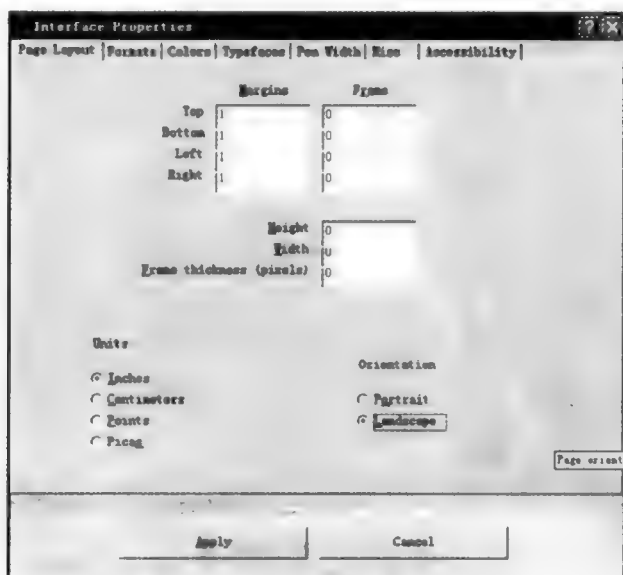 Interface Properties
Page Layout Formats Colors Typefaces Pen Width Misc Accessibility
Margins Frame
Top 1 0
Bottom 1 0
Left 1 0
Right 1 0
Height 0
Width 0
Frame thickness (pixels) 0
Units
Inches
Centimeters
Points
Picas
Orientation
Portrait
Landscape
Page orient
Apply Cancel